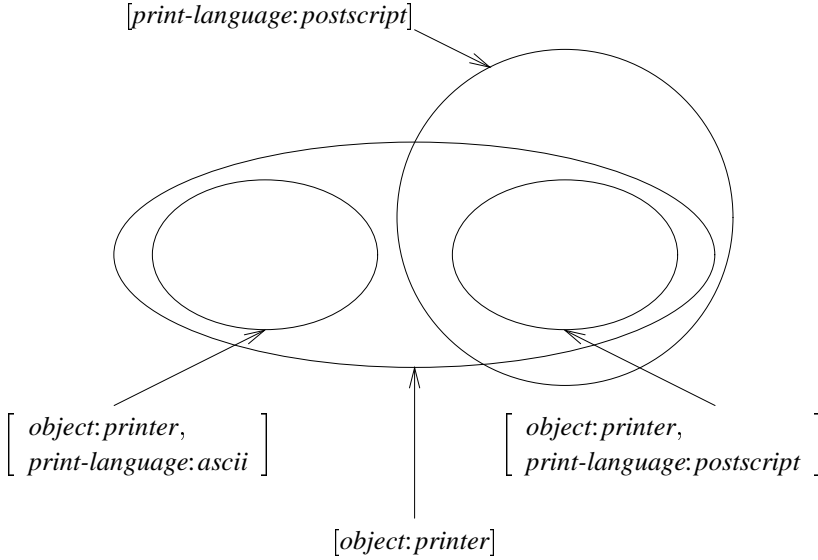 [print-language:postscript]
[ object:printer,
print-language:ascii ]
[ object:printer,
print-language:postscript ]
[object:printer]